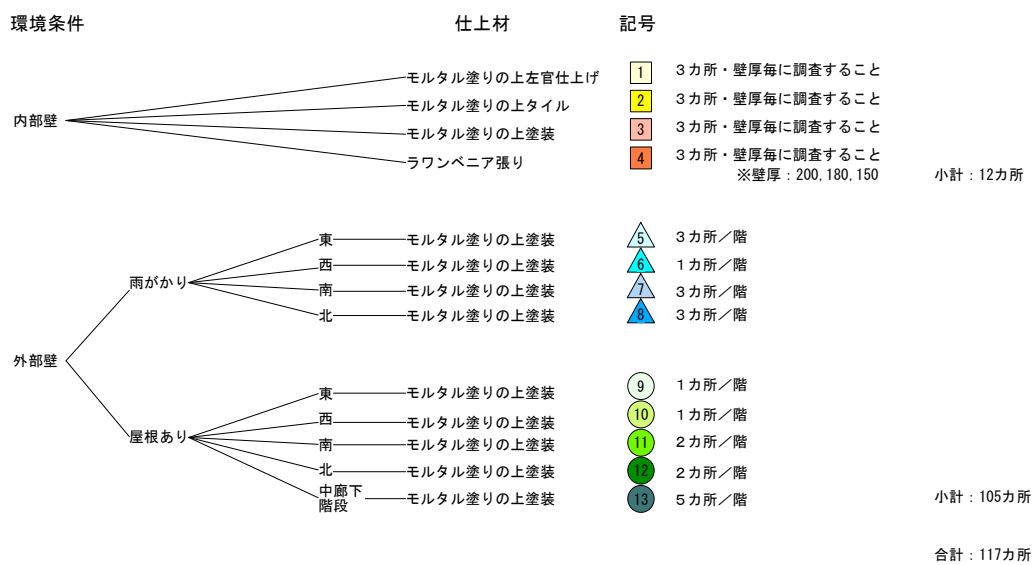 環境条件 仕上材 記号
モルタル塗りの上左官仕上げ 1 3カ所・壁厚毎に調査すること
モルタル塗りの上タイル 2 3カ所・壁厚毎に調査すること
内部壁
モルタル塗りの上塗装 3 3カ所・壁厚毎に調査すること
ラワンベニア張り 4 3カ所・壁厚毎に調査すること
※壁厚：200,180,150 小計：12カ所
東 モルタル塗りの上塗装 5 3カ所／階
西 モルタル塗りの上塗装 6 1カ所／階
雨がかり
南 モルタル塗りの上塗装 7 3カ所／階
北 モルタル塗りの上塗装 8 3カ所／階
外部壁
東 モルタル塗りの上塗装 9 1カ所／階
西 モルタル塗りの上塗装 10 1カ所／階
屋根あり
南 モルタル塗りの上塗装 11 2カ所／階
北 モルタル塗りの上塗装 12 2カ所／階
中廊下
階段 モルタル塗りの上塗装 13 5カ所／階 小計：105カ所
合計：117カ所